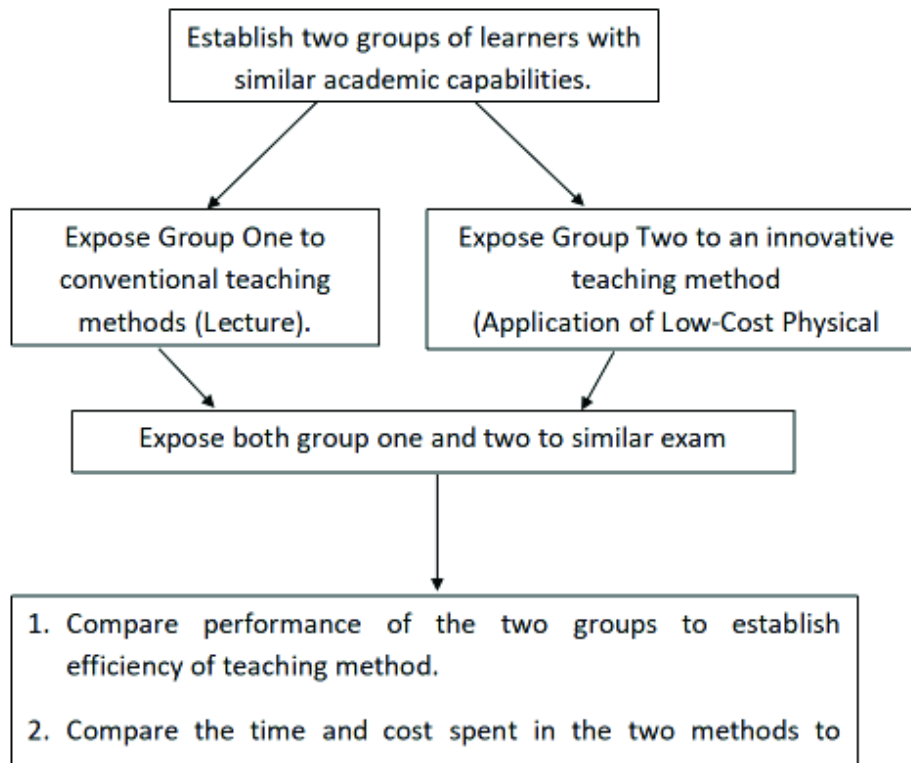 Establish two groups of learners with
similar academic capabilities.
Expose Group One to
conventional teaching
methods (Lecture).
Expose Group Two to an innovative
teaching method
(Application of Low-Cost Physical
Expose both group one and two to similar exam
1. Compare performance of the two groups to establish
efficiency of teaching method.
2. Compare the time and cost spent in the two methods to